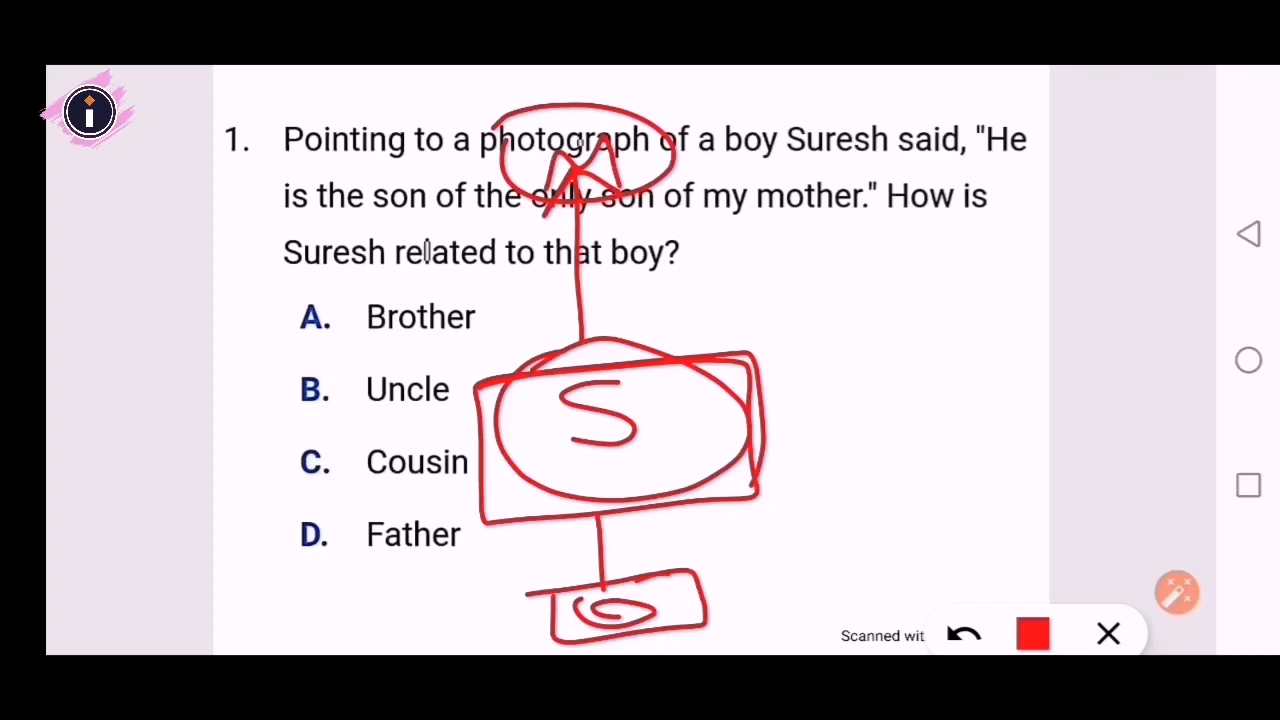 1. Pointing to a photograph of a boy Suresh said, "He
is the son of the only son of my mother." How is
Suresh related to that boy?
A. Brother
B. Uncle
C. Cousin
D. Father
M
S
Scanned wit
i